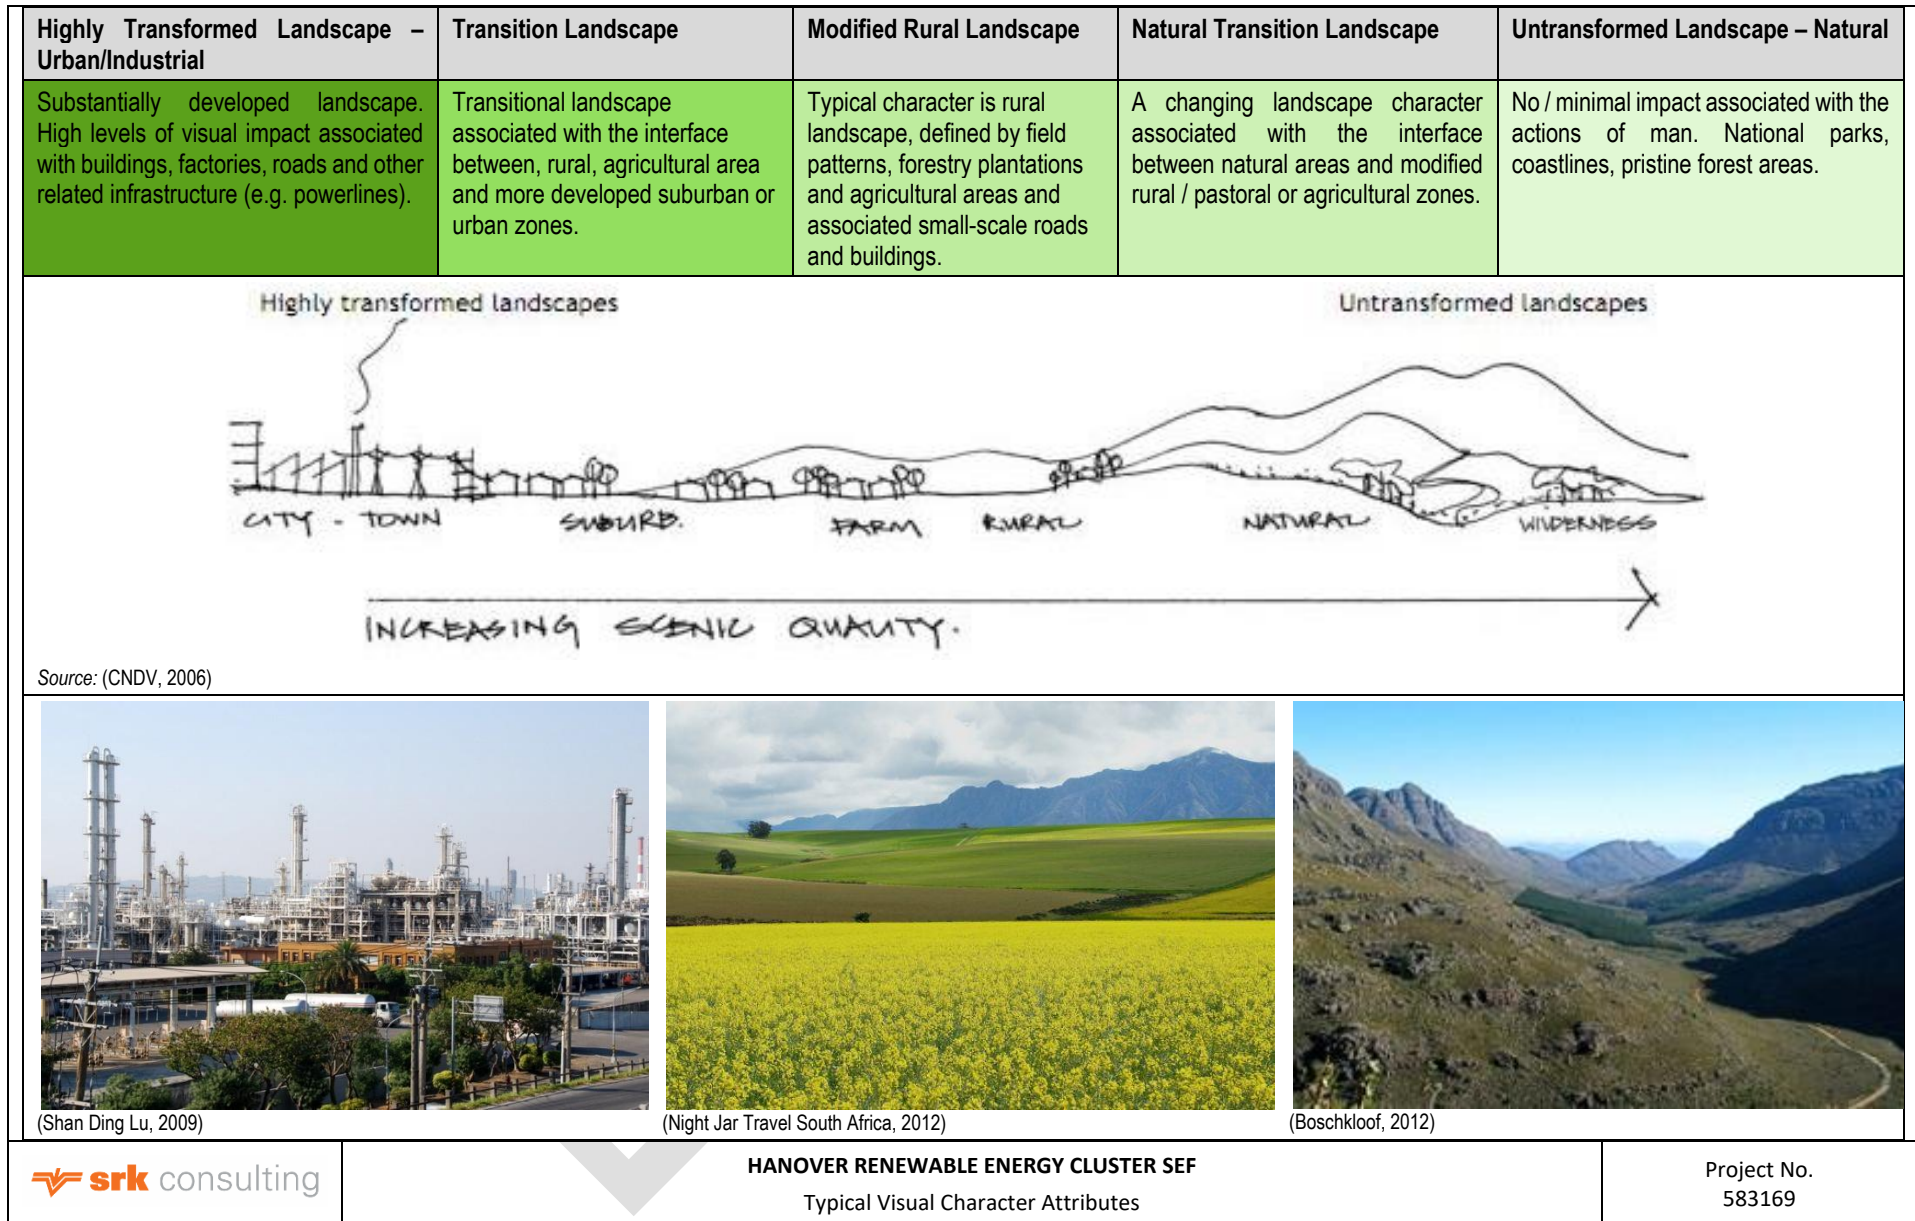 Highly Transformed Landscape –
Urban/Industrial
Transition Landscape
Modified Rural Landscape
Natural Transition Landscape
Untransformed Landscape – Natural
Substantially developed landscape.
High levels of visual impact associated
with buildings, factories, roads and other
related infrastructure (e.g. powerlines).
Transitional landscape
associated with the interface
between, rural, agricultural area
and more developed suburban or
urban zones.
Typical character is rural
landscape, defined by field
patterns, forestry plantations
and agricultural areas and
associated small-scale roads
and buildings.
A changing landscape character
associated with the interface
between natural areas and modified
rural / pastoral or agricultural zones.
No / minimal impact associated with the
actions of man. National parks,
coastlines, pristine forest areas.
Highly transformed landscapes
Untransformed landscapes
CITY - TOWN
SUBURB.
FARM
RURAL
NATURAL
WILDERNESS
INCREASING SCENIC QUALITY.
Source: (CNDV, 2006)
(Shan Ding Lu, 2009)
(Night Jar Travel South Africa, 2012)
(Boschkloof, 2012)
srk consulting
HANOVER RENEWABLE ENERGY CLUSTER SEF
Typical Visual Character Attributes
Project No.
583169